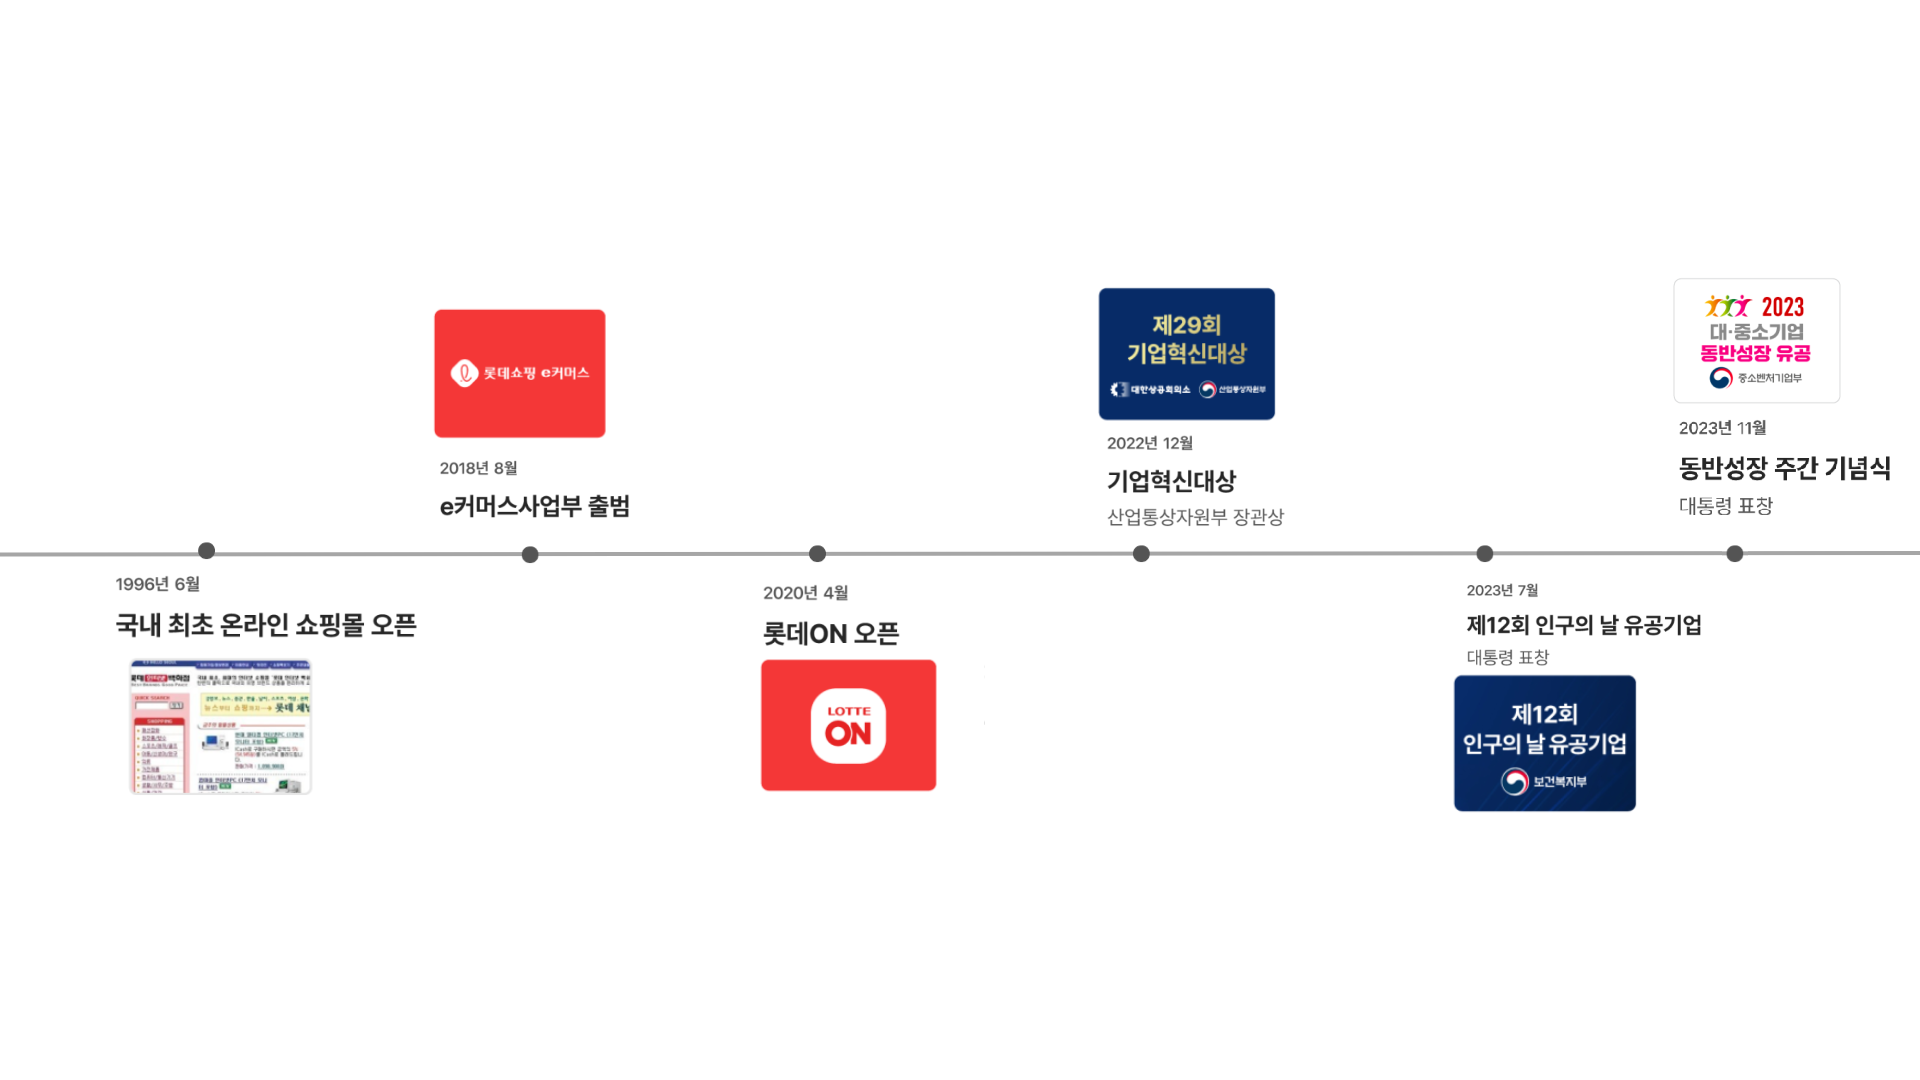 1996년 6월
국내 최초 온라인 쇼핑몰 오픈
QUICK SEARCH
롯데쇼핑 e커머스
2018년 8월
e커머스사업부 출범
2020년 4월
롯데ON 오픈
LOTTE
ON
제29회
기업혁신대상
대한상공회의소 산업통상자원부
2022년 12월
기업혁신대상
산업통상자원부 장관상
2023년 7월
제12회 인구의 날 유공기업
대통령 표창
제12회
인구의 날 유공기업
보건복지부
2023
대·중소기업
동반성장 유공
중소벤처기업부
2023년 11월
동반성장 주간 기념식
대통령 표창